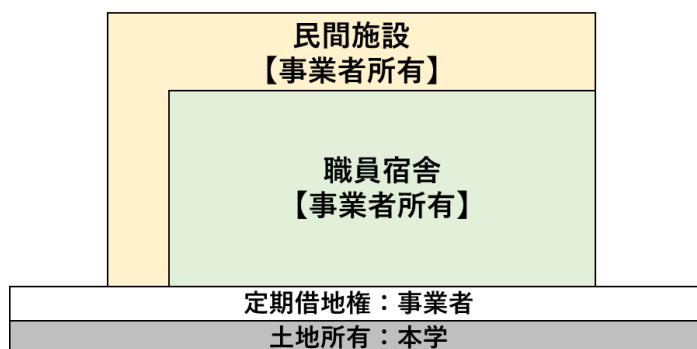 民間施設
【事業者所有】
職員宿舎
【事業者所有】
定期借地権：事業者
土地所有：本学